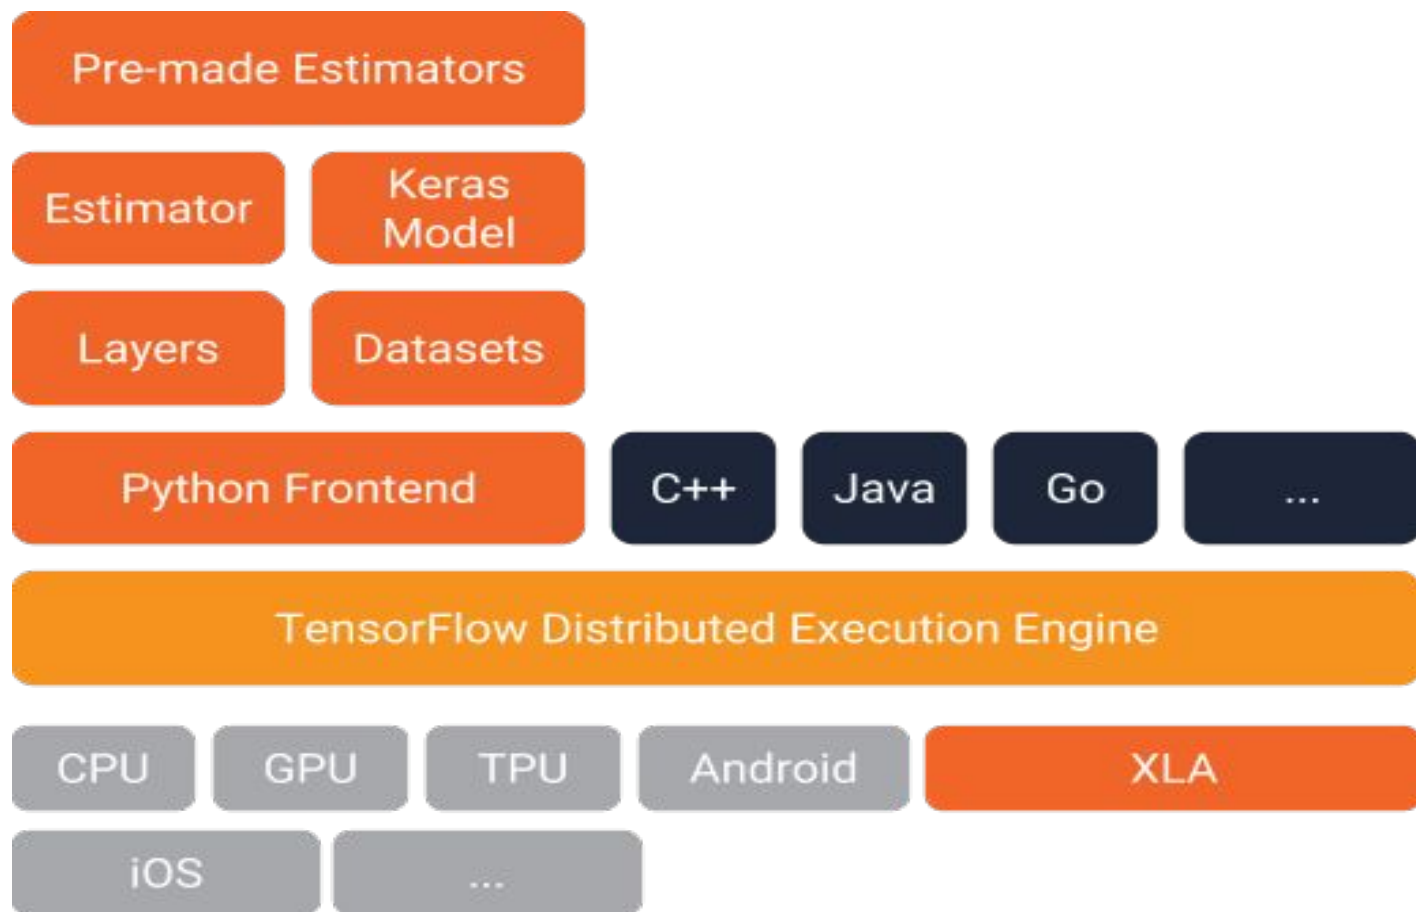 Pre-made Estimators
Estimator
Keras
Model
Layers
Datasets
Python Frontend
C++
Java
Go
...
TensorFlow Distributed Execution Engine
CPU
GPU
TPU
Android
XLA
iOS
...